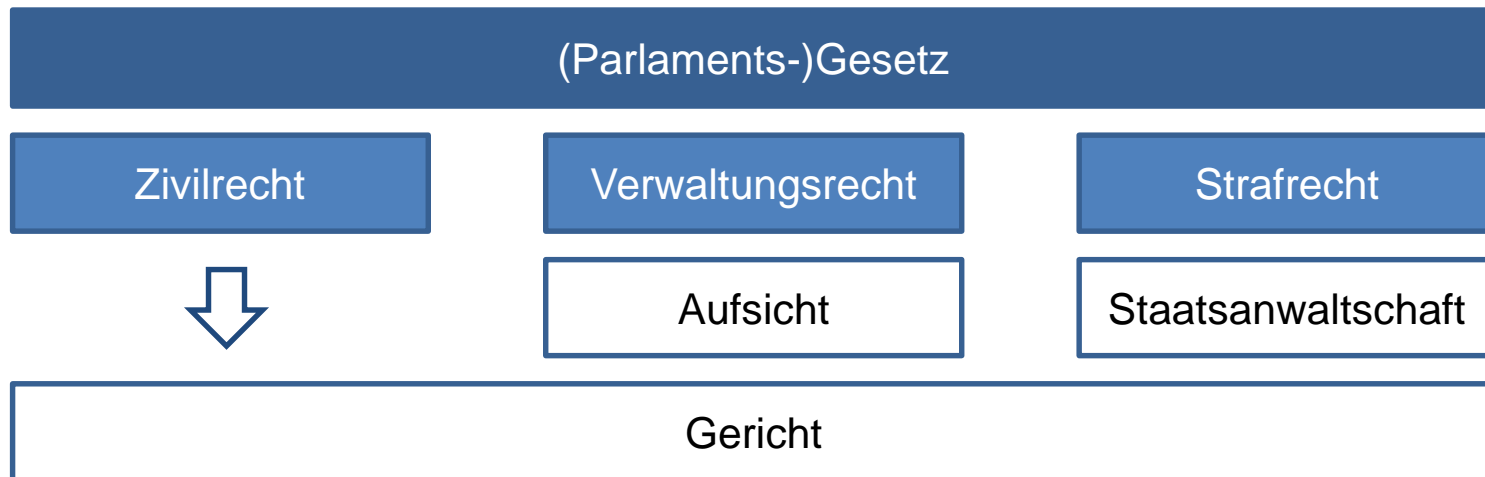 (Parlaments-)Gesetz
Zivilrecht
Verwaltungsrecht
Strafrecht
Aufsicht
Staatsanwaltschaft
Gericht